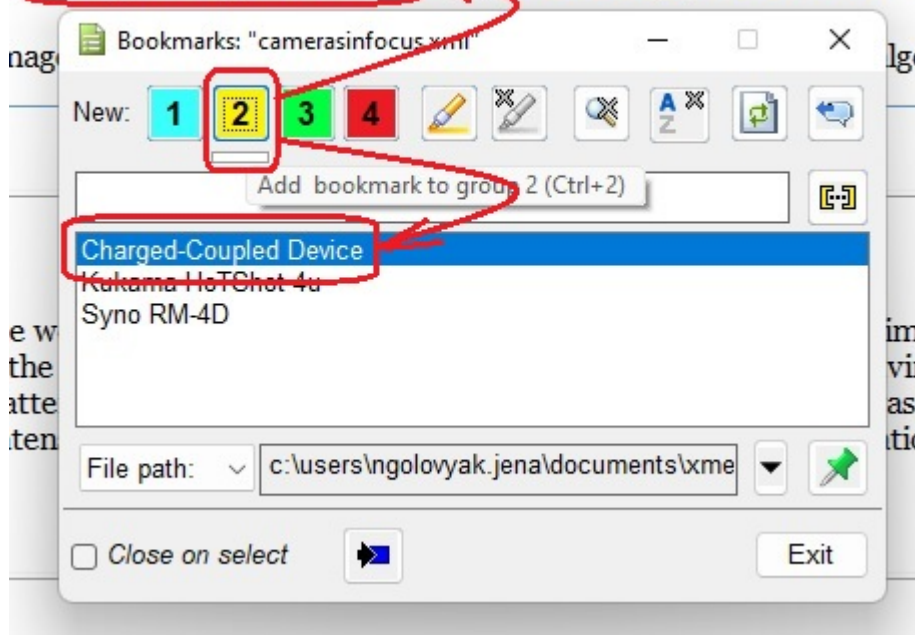 Bookmarks: "camerasinfocus.xml"
New: 1 2 3 4 A Z
Add bookmark to group 2 (Ctrl+2)
Charged-Coupled Device
Kukama HoTShot 4u
Syno RM-4D
File path: c:\users\ngolovyak.jena\documents\xme
Close on select Exit